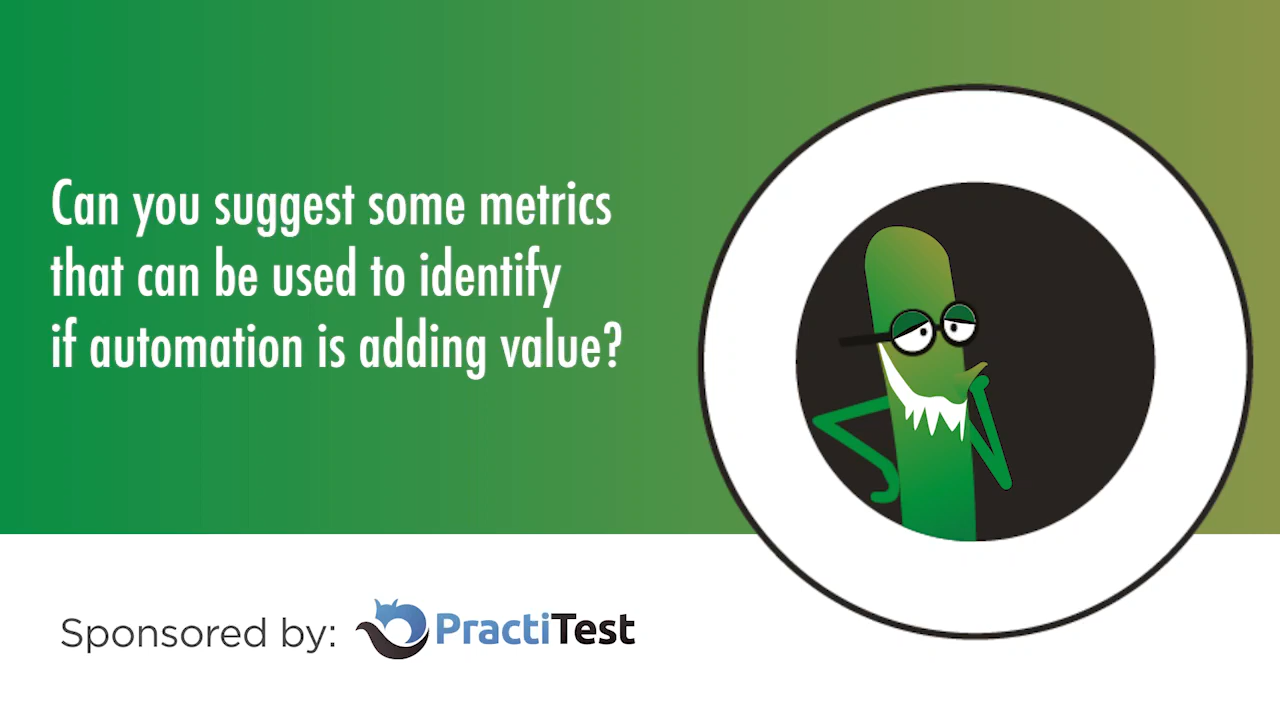 Can you suggest some metrics
that can be used to identify
if automation is adding value?
Sponsored by: PractiTest